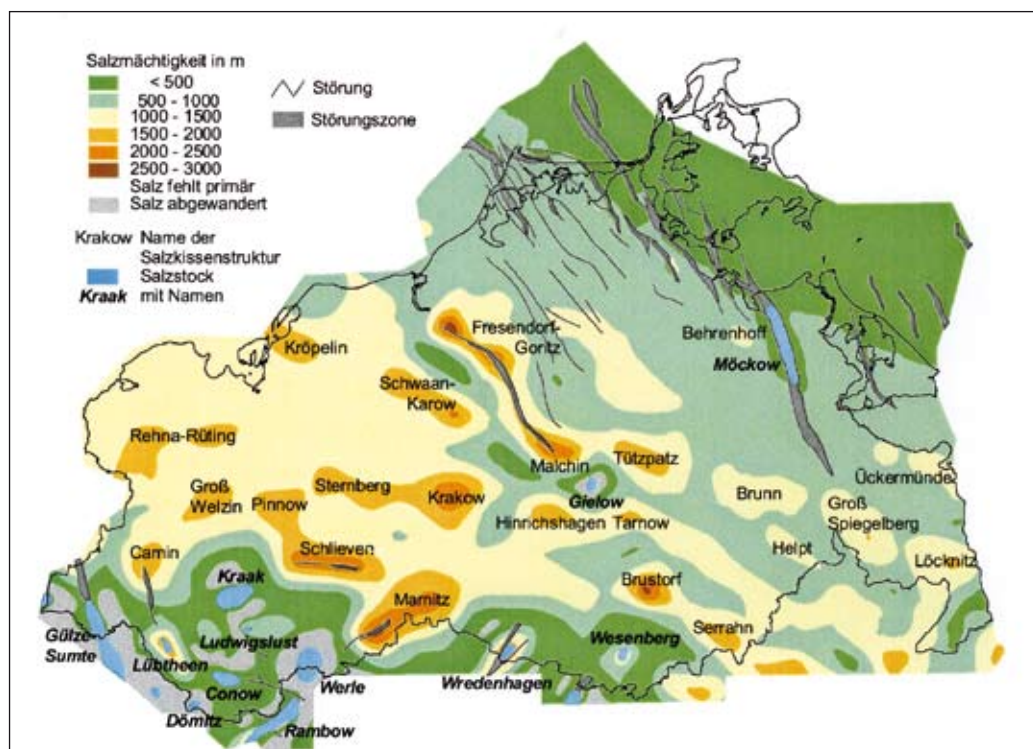 Salzmächtigkeit in m
< 500
500 - 1000
1000 - 1500
1500 - 2000
2000 - 2500
2500 - 3000
Salz fehlt primär
Salz abgewandert
Störung
Störungszone
Krakow Name der
Salzkissenstruktur
Salzstock
Kraak mit Namen
Behrenhoff
Möckow
Fresendorf-
Goritz
Kröpelin
Schwaan-
Karow
Rehna-Rüting
Malchin
Tützpatz
Ückermünde
Groß
Welzin
Pinnow
Sternberg
Krakow
Gielow
Brunn
Groß
Spiegelberg
Hinrichshagen
Tarnow
Camin
Schlieven
Helpt
Löcknitz
Kraak
Marnitz
Brustorf
Gülze-
Sumte
Ludwigslust
Wesenberg
Serrahn
Lübtheen
Conow
Werle
Wredenhagen
Dömitz
Rambow